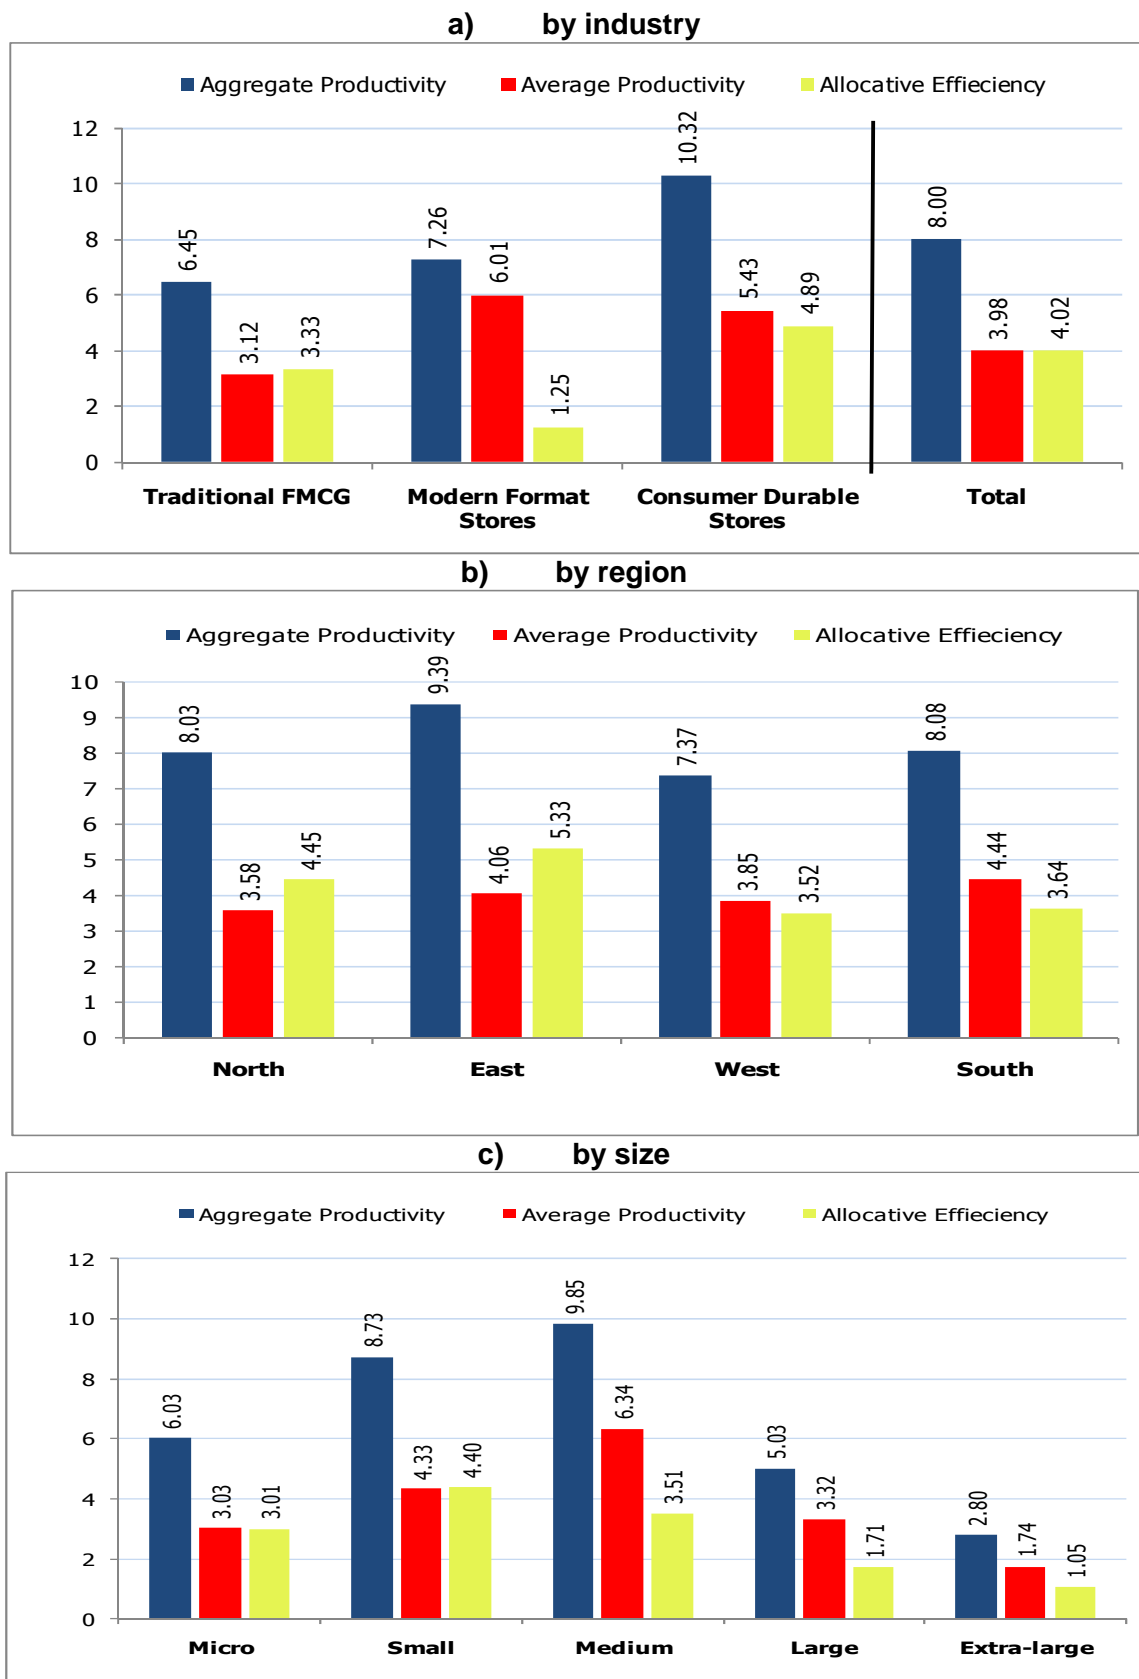 a) by industry
Aggregate Productivity Average Productivity Allocative Effieciency
12
10
8
6
4
2
0
6.45 3.12 3.33 7.26 6.01 1.25 10.32 5.43 4.89 8.00 3.98 4.02
Traditional FMCG Modern Format Consumer Durable Total
Stores Stores
b) by region
Aggregate Productivity Average Productivity Allocative Effieciency
10
9
8
7
6
5
4
3
2
1
0
8.03 3.58 4.45 9.39 4.06 5.33 7.37 3.85 3.52 8.08 4.44 3.64
North East West South
c) by size
Aggregate Productivity Average Productivity Allocative Effieciency
12
10
8
6
4
2
0
6.03 3.03 3.01 8.73 4.33 4.40 9.85 6.34 3.51 5.03 3.32 1.71 2.80 1.74 1.05
Micro Small Medium Large Extra-large